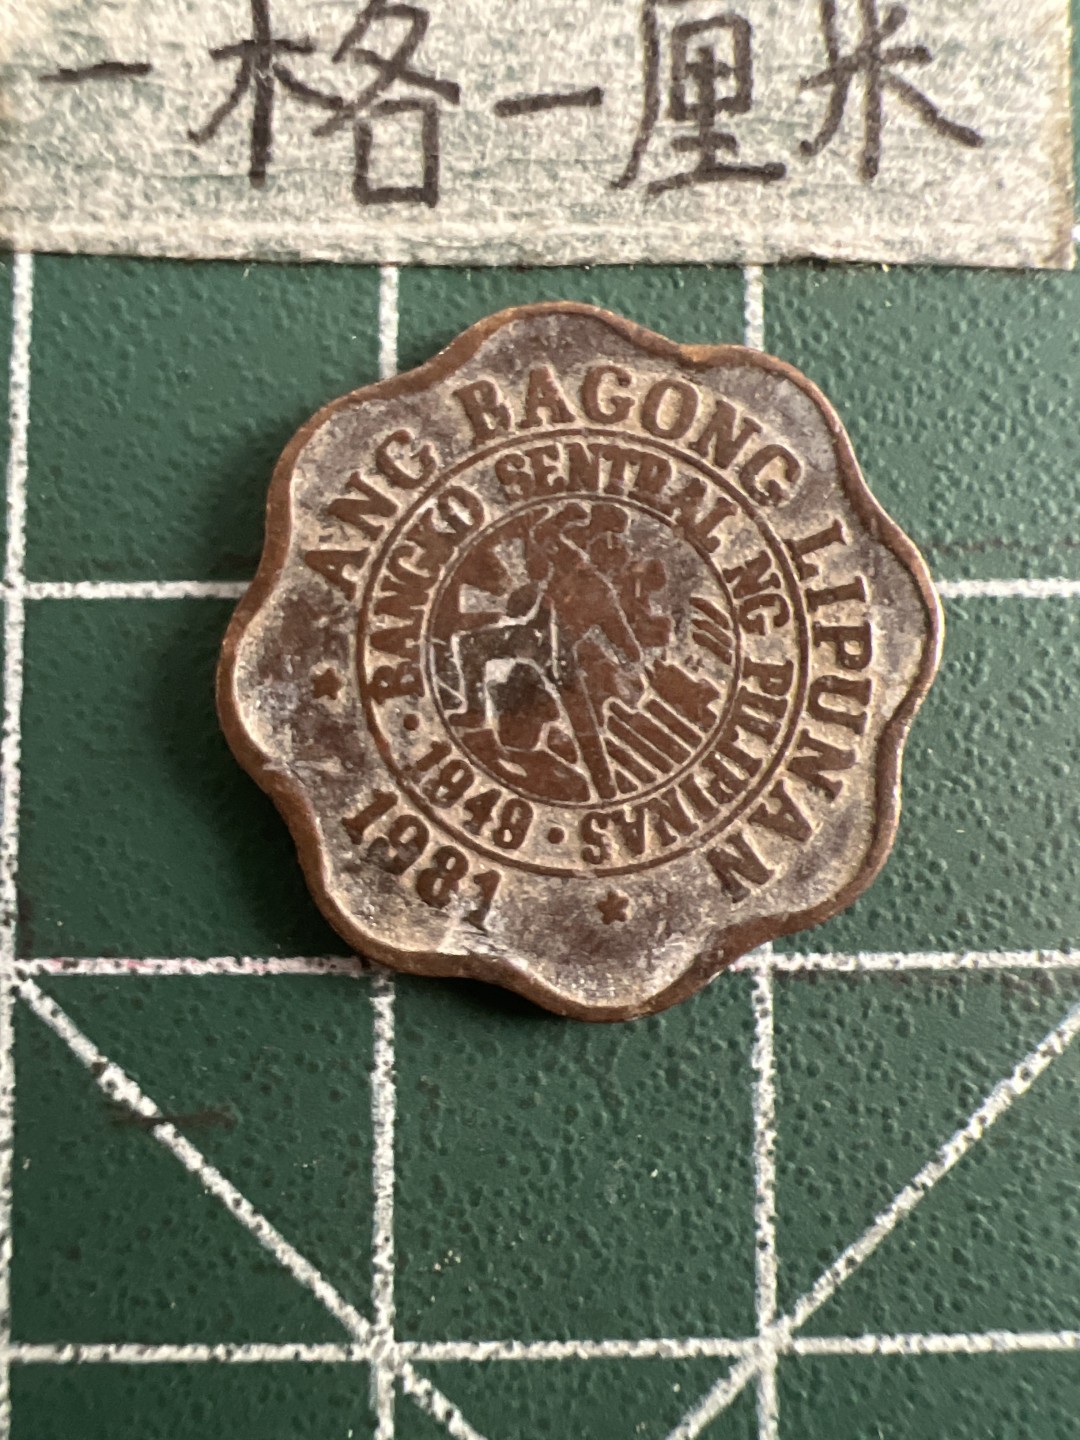 一格一厘米
ANG BAGONG LIPUNAN
1981
BANGKO SENTRAL NG PILIPINAS
1949